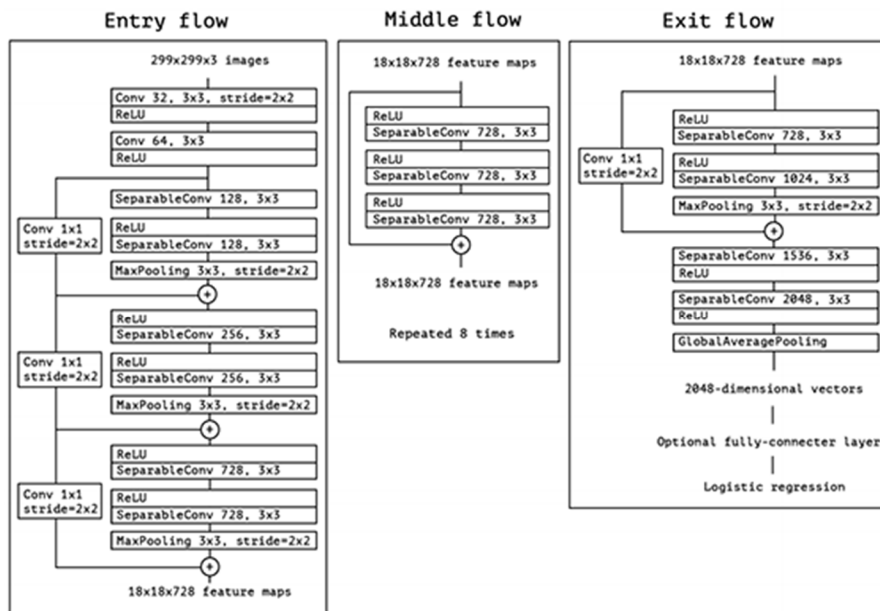 Entry flow
299x299x3 images
Conv 32, 3x3, stride=2x2
ReLU
Conv 64, 3x3
ReLU
SeparableConv 128, 3x3
Conv 1x1
stride=2x2
ReLU
SeparableConv 128, 3x3
MaxPooling 3x3, stride=2x2
+
ReLU
SeparableConv 256, 3x3
Conv 1x1
stride=2x2
ReLU
SeparableConv 256, 3x3
MaxPooling 3x3, stride=2x2
+
ReLU
SeparableConv 728, 3x3
Conv 1x1
stride=2x2
ReLU
SeparableConv 728, 3x3
MaxPooling 3x3, stride=2x2
+
18x18x728 feature maps
Middle flow
18x18x728 feature maps
ReLU
SeparableConv 728, 3x3
ReLU
SeparableConv 728, 3x3
ReLU
SeparableConv 728, 3x3
+
18x18x728 feature maps
Repeated 8 times
Exit flow
18x18x728 feature maps
ReLU
SeparableConv 728, 3x3
Conv 1x1
stride=2x2
ReLU
SeparableConv 1024, 3x3
MaxPooling 3x3, stride=2x2
+
SeparableConv 1536, 3x3
ReLU
SeparableConv 2048, 3x3
ReLU
GlobalAveragePooling
2048-dimensional vectors
Optional fully-connecter layer
Logistic regression